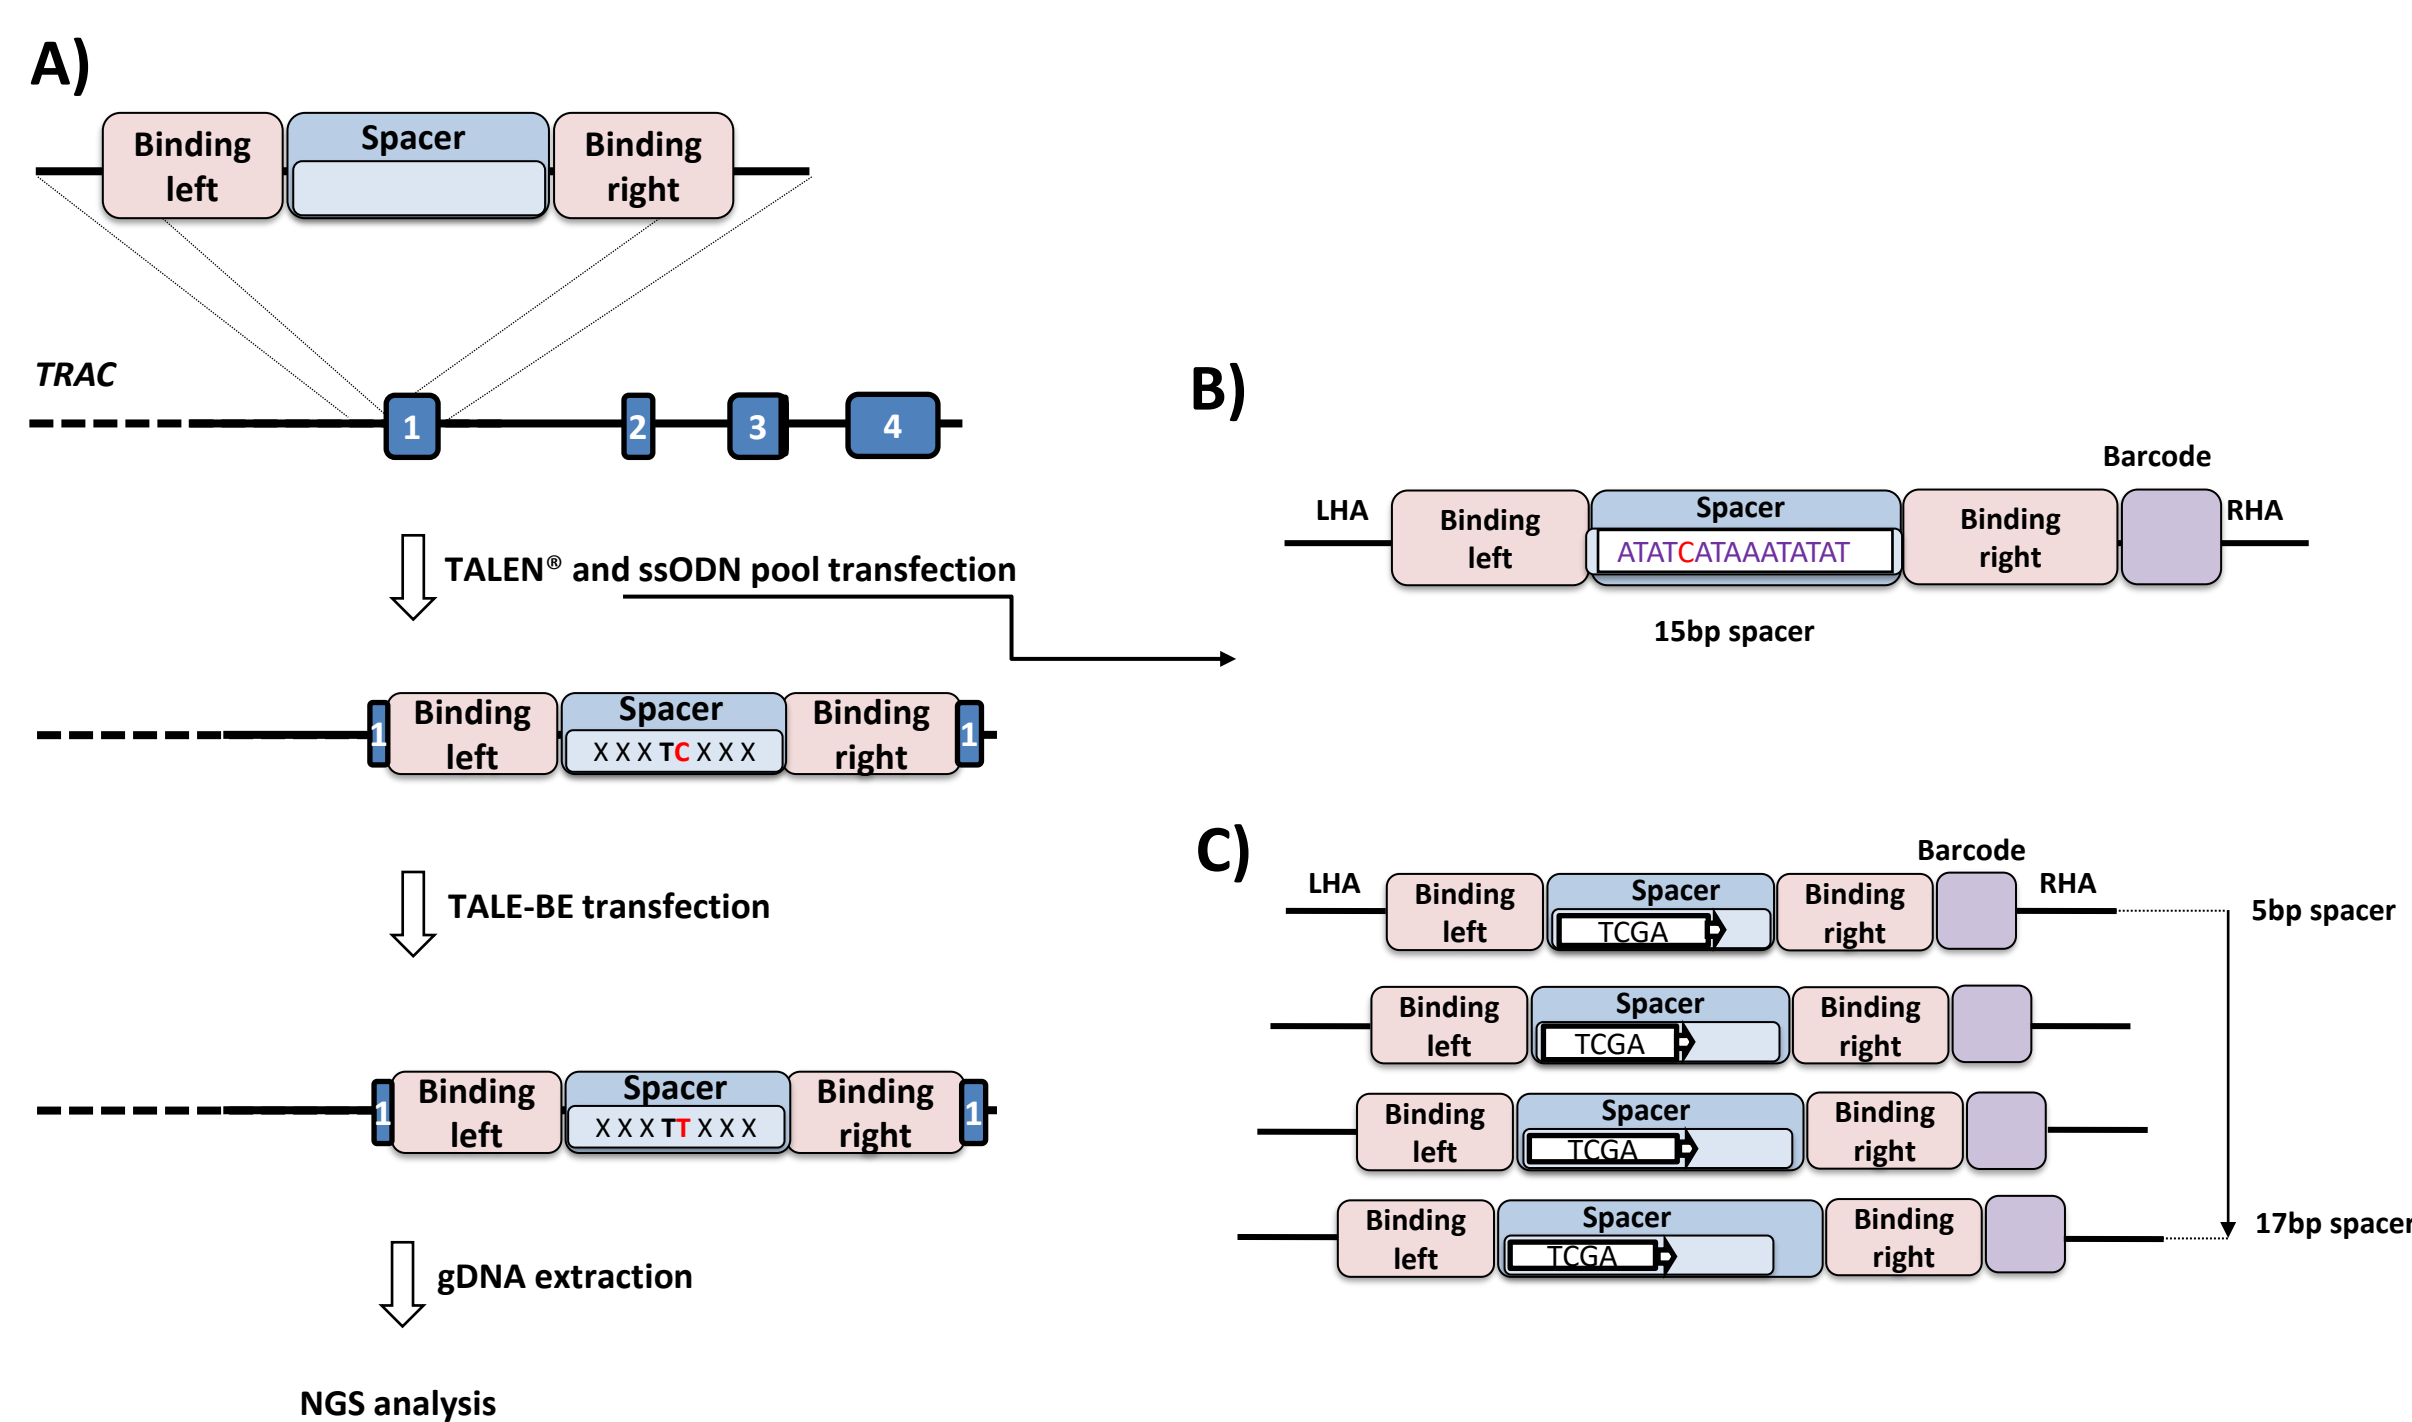 A)
Binding
left
Spacer
Binding
right
TRAC
1
2
3
4
TALEN® and ssODN pool transfection
1
Binding
left
Spacer
X X X T C X X X
Binding
right
1
TALE-BE transfection
1
Binding
left
Spacer
X X X T T X X X
Binding
right
1
gDNA extraction
NGS analysis
B)
Barcode
LHA
Binding
left
Spacer
ATATCATAAATATAT
Binding
right
RHA
15bp spacer
C)
Barcode
LHA
Binding
left
Spacer
TCGA
Binding
right
RHA
5bp spacer
Binding
left
Spacer
TCGA
Binding
right
Binding
left
Spacer
TCGA
Binding
right
Binding
left
Spacer
TCGA
Binding
right
17bp spacer